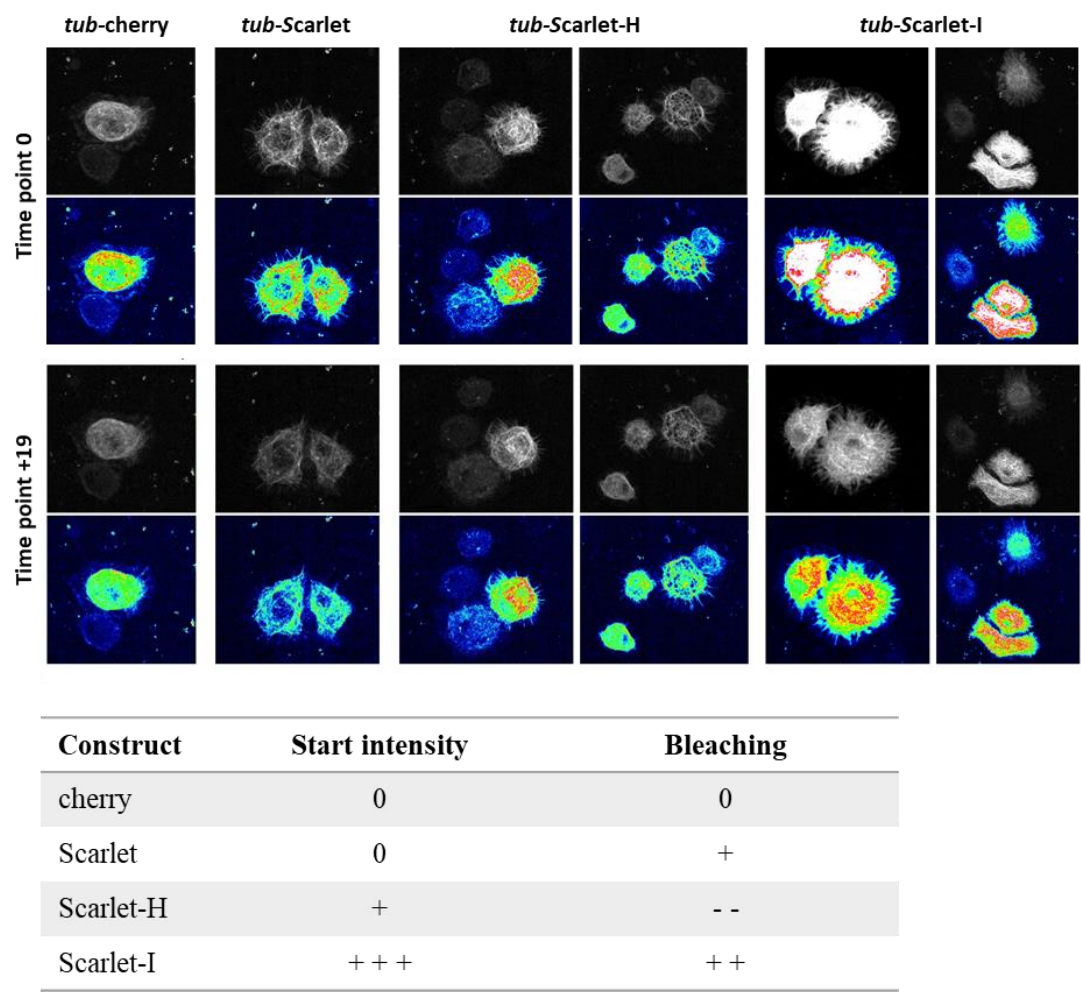 tub-cherry tub-Scarlet tub-Scarlet-H tub-Scarlet-I
Time point 0
Time point +19
Construct Start intensity Bleaching
cherry 0 0
Scarlet 0 +
Scarlet-H + - -
Scarlet-I + + + + +